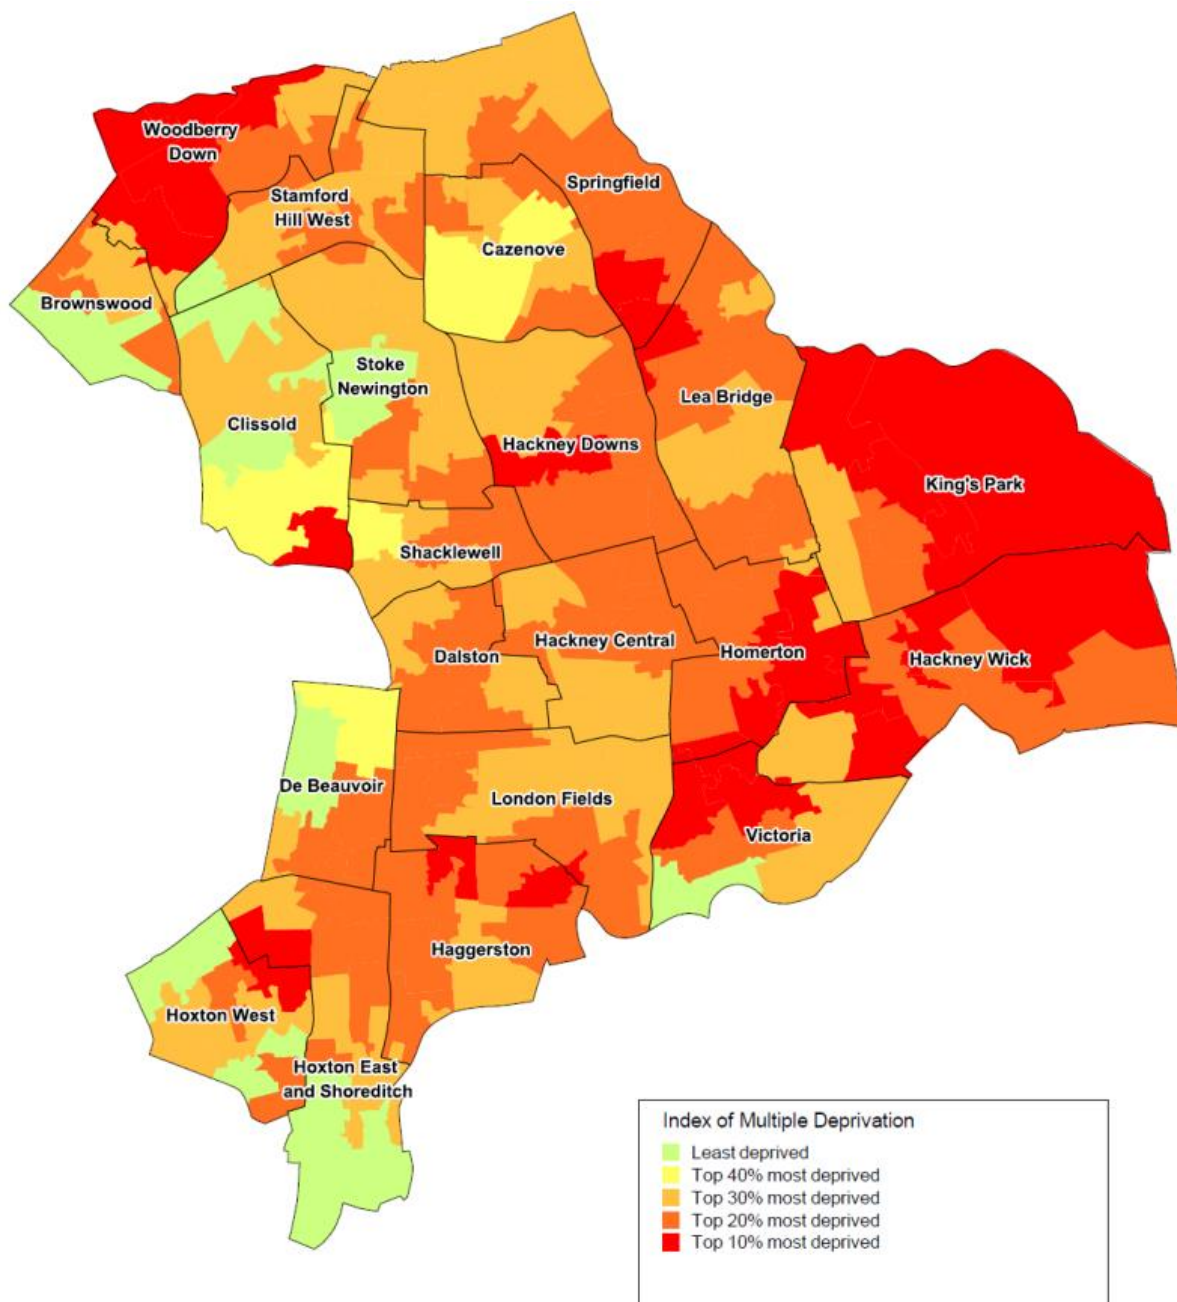 Woodberry
Down
Stamford
Hill West
Springfield
Cazenove
Brownswood
Stoke
Newington
Clissold
Lea Bridge
Hackney Downs
King's Park
Shacklewell
Hackney Central
Dalston
Homerton
Hackney Wick
De Beauvoir
London Fields
Victoria
Haggerston
Hoxton West
Hoxton East
and Shoreditch
Index of Multiple Deprivation
Least deprived
Top 40% most deprived
Top 30% most deprived
Top 20% most deprived
Top 10% most deprived